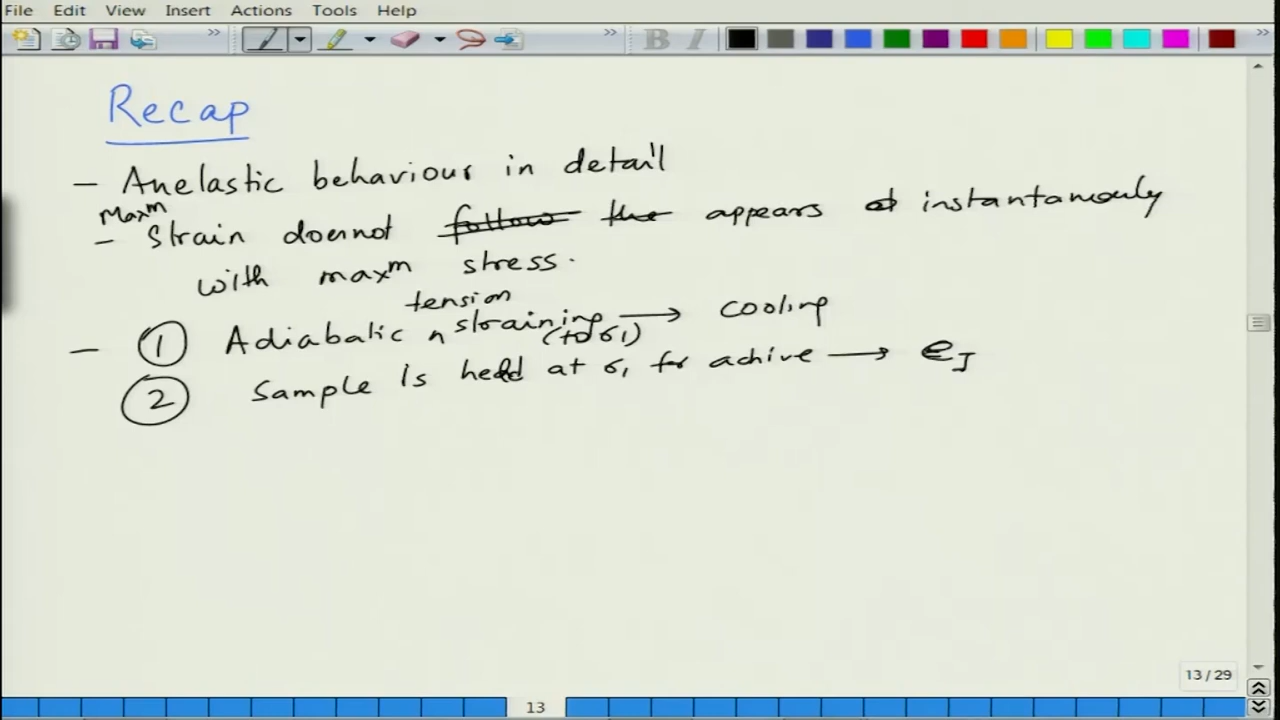 File Edit View Insert Actions Tools Help
Recap
- Anelastic behaviour in detail
Maxm
- Strain doesnot follow the appears at instantanously
with maxm stress.
tension
- ① Adiabatic ∧ straining → cooling
(to σ1)
② Sample is held at σ1 for achive → eI
13 / 29
13